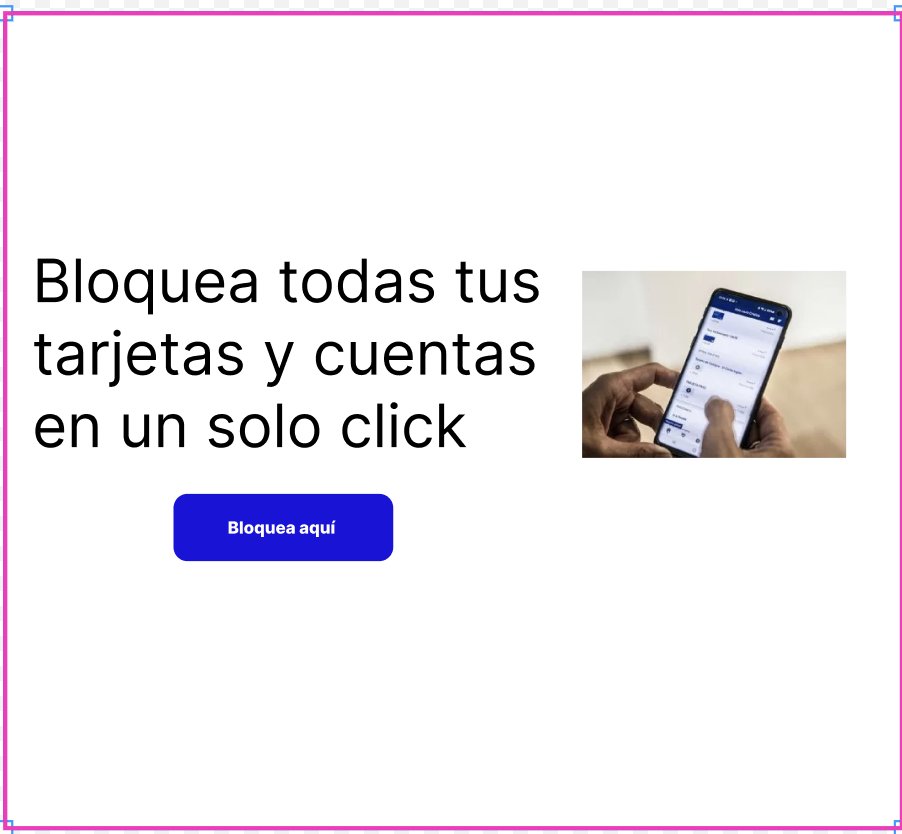 Bloquea todas tus
tarjetas y cuentas
en un solo click
Bloquea aquí